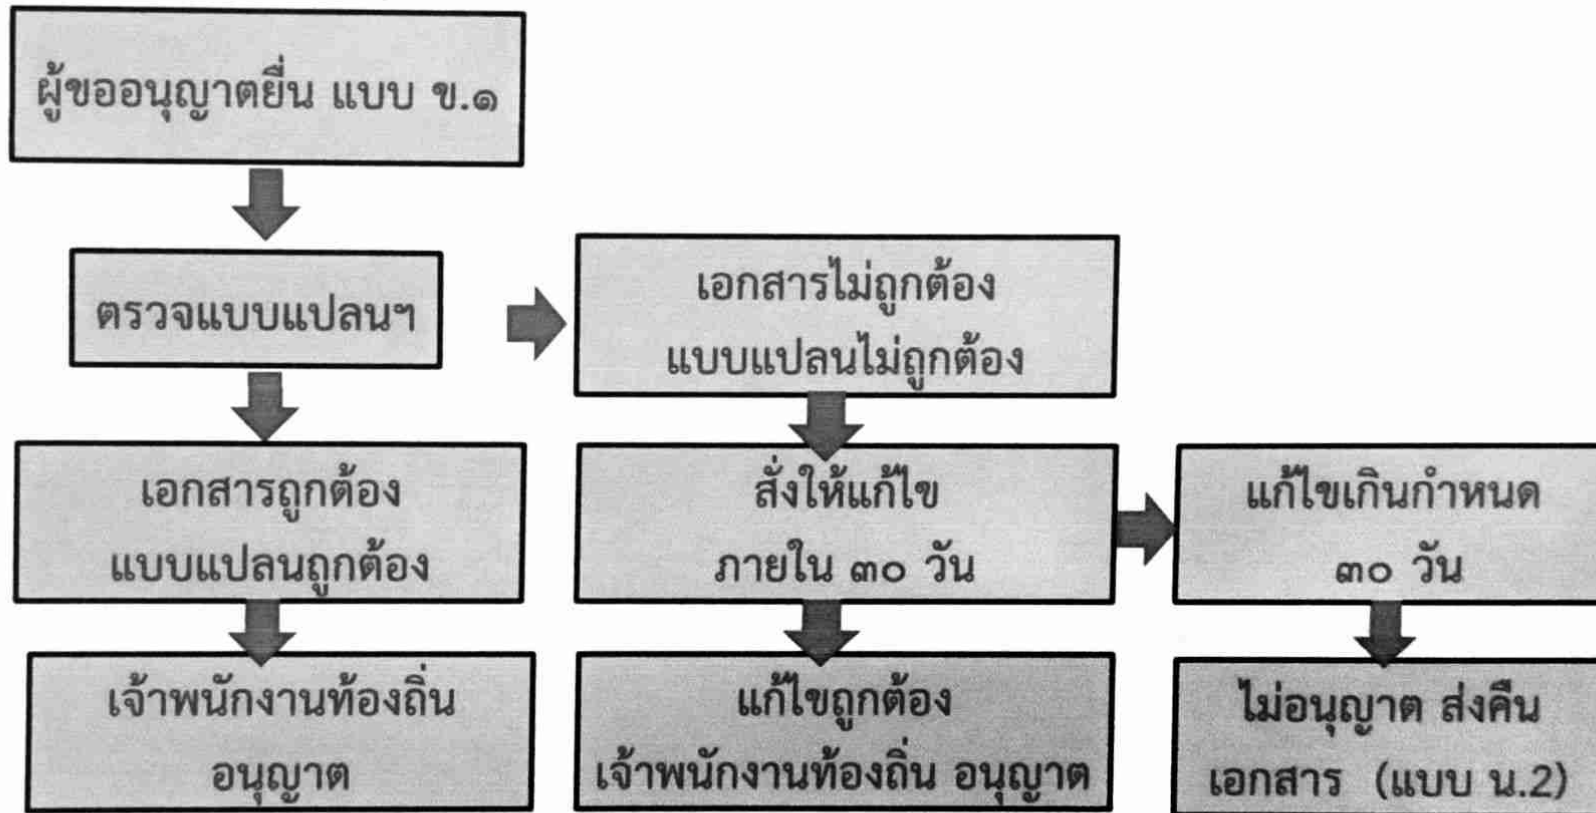 ผู้ขออนุญาตยื่น แบบ ข.๑
ตรวจแบบแปลนฯ
เอกสารไม่ถูกต้อง
แบบแปลนไม่ถูกต้อง
เอกสารถูกต้อง
แบบแปลนถูกต้อง
สั่งให้แก้ไข
ภายใน ๓๐ วัน
แก้ไขเกินกำหนด
๓๐ วัน
เจ้าพนักงานท้องถิ่น
อนุญาต
แก้ไขถูกต้อง
เจ้าพนักงานท้องถิ่น อนุญาต
ไม่อนุญาต ส่งคืน
เอกสาร (แบบ น.2)